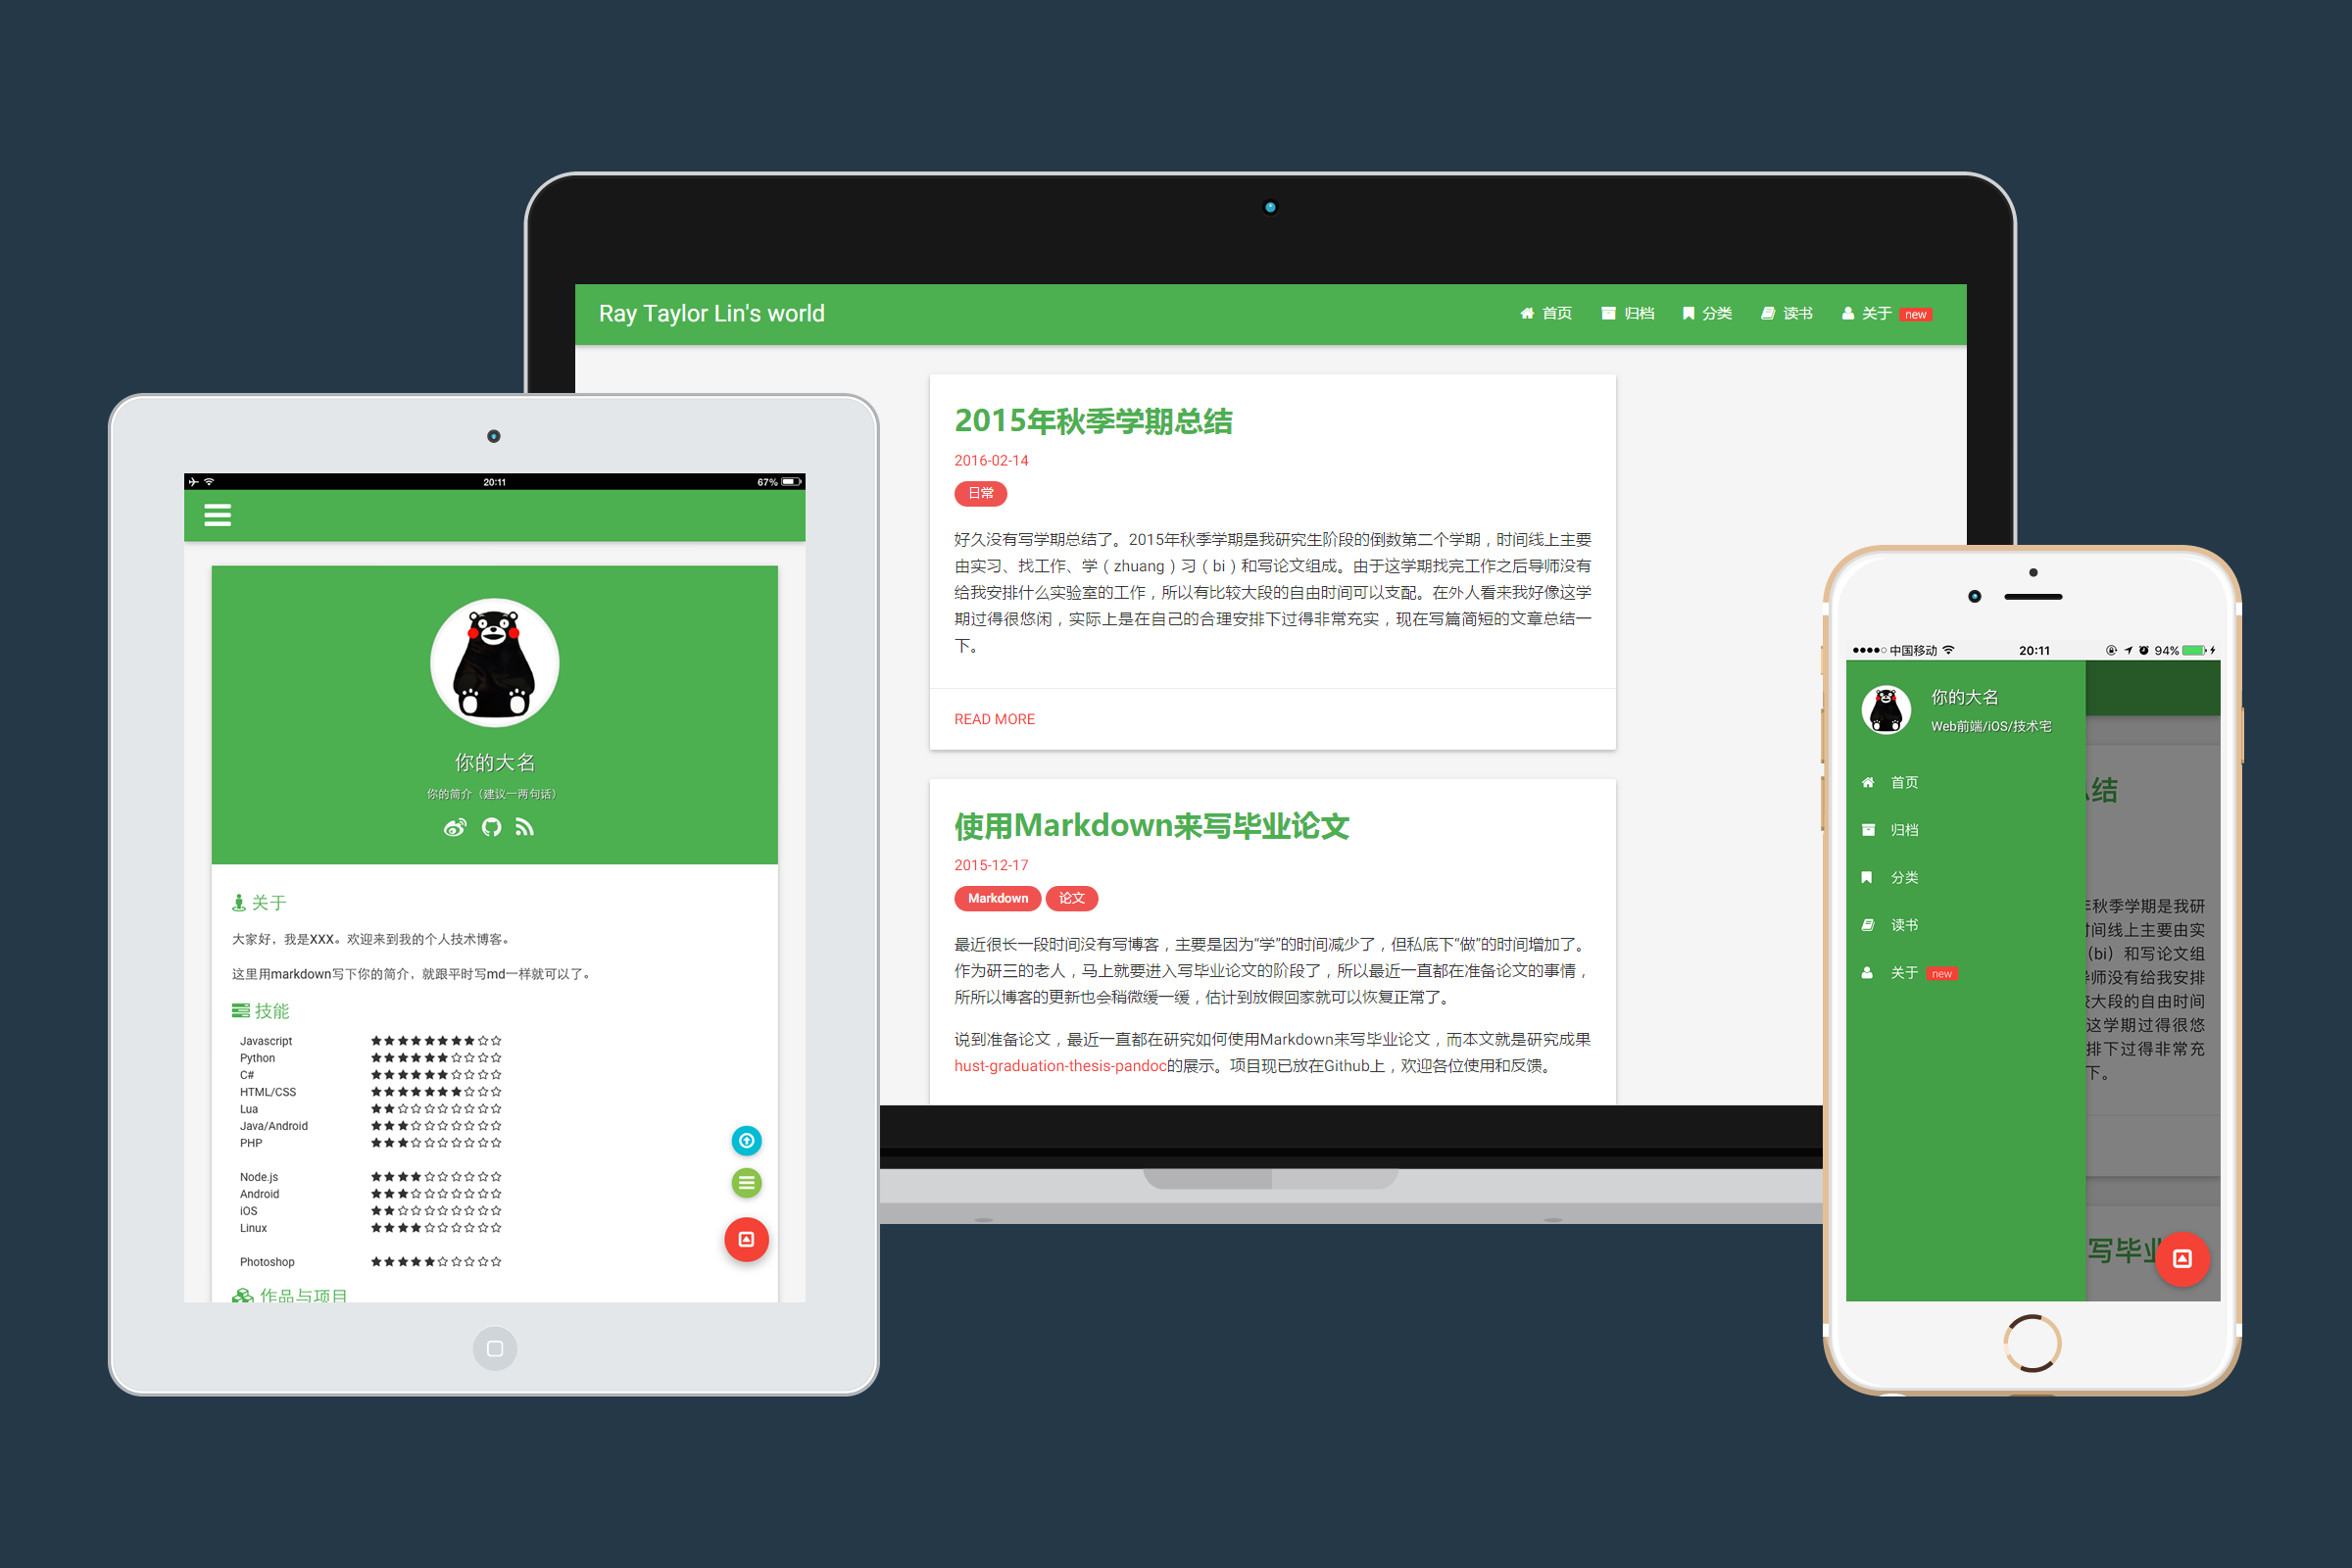 Ray Taylor Lin's world
首页 归档 分类 读书 关于 new
2015年秋季学期总结
2016-02-14
日常
好久没有写学期总结了。2015年秋季学期是我研究生阶段的倒数第二个学期，时间线上主要
由实习、找工作、学（zhuang）习（bi）和写论文组成。由于这学期找完工作之后导师没有
给我安排什么实验室的工作，所以有比较大段的自由时间可以支配。在外人看来我好像这学
期过得很悠闲，实际上是在自己的合理安排下过得非常充实，现在写篇简短的文章总结一
下。
READ MORE
使用Markdown来写毕业论文
2015-12-17
Markdown 论文
最近很长一段时间没有写博客，主要是因为“学”的时间减少了，但私底下“做”的时间增加了。
作为研三的老人，马上就要进入写毕业论文的阶段了，所以最近一直都在准备论文的事情，
所所以博客的更新也会稍微缓一缓，估计到放假回家就可以恢复正常了。
说到准备论文，最近一直都在研究如何使用Markdown来写毕业论文，而本文就是研究成果
hust-graduation-thesis-pandoc的展示。项目现已放在Github上，欢迎各位使用和反馈。
20:11 67%
你的大名
你的简介（建议一两句话）
关于
大家好，我是XXX。欢迎来到我的个人技术博客。
这里用markdown写下你的简介，就跟平时写md一样就可以了。
技能
Javascript
Python
C#
HTML/CSS
Lua
Java/Android
PHP
Node.js
Android
iOS
Linux
Photoshop
作品与项目
中国移动 20:11 94%
你的大名
Web前端/iOS/技术宅
首页
归档
分类
读书
关于 new
结
秋季学期是我研
间线上主要由实
（bi）和写论文组
师没有给我安排
大段的自由时间
这学期过得很悠
排下过得非常充
下。
写毕业